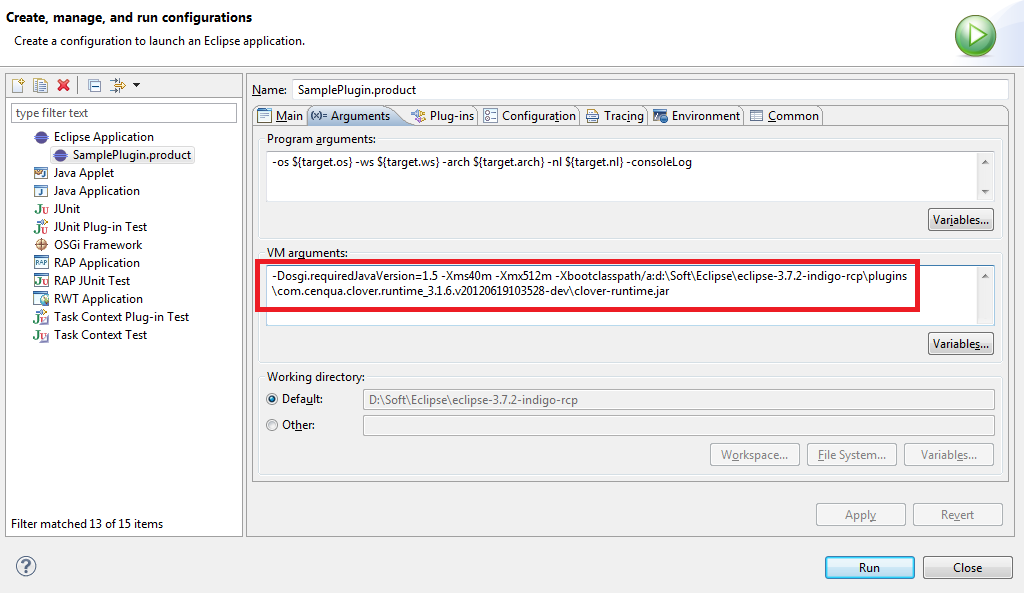 Create, manage, and run configurations
Create a configuration to launch an Eclipse application.
type filter text
Eclipse Application
SamplePlugin.product
Java Applet
Java Application
JUnit
JUnit Plug-in Test
OSGi Framework
RAP Application
RAP JUnit Test
RWT Application
Task Context Plug-in Test
Task Context Test
Filter matched 13 of 15 items
Name: SamplePlugin.product
Main (x)= Arguments Plug-ins Configuration Tracing Environment Common
Program arguments:
-os ${target.os} -ws ${target.ws} -arch ${target.arch} -nl ${target.nl} -consoleLog
Variables...
VM arguments:
-Dosgi.requiredJavaVersion=1.5 -Xms40m -Xmx512m -Xbootclasspath/a:d:\Soft\Eclipse\eclipse-3.7.2-indigo-rcp\plugins
\com.cenqua.clover.runtime_3.1.6.v20120619103528-dev\clover-runtime.jar
Variables...
Working directory:
Default: D:\Soft\Eclipse\eclipse-3.7.2-indigo-rcp
Other:
Workspace... File System... Variables...
Apply Revert
? Run Close